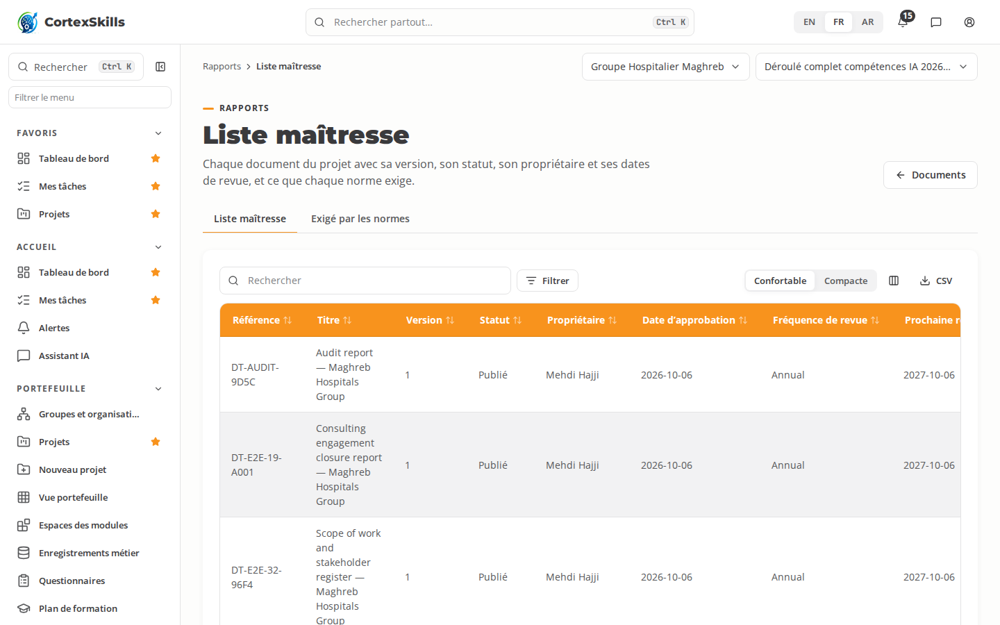 CortexSkills
Rechercher partout...
Ctrl K
EN FR AR
15
Rechercher Ctrl K
Filtrer le menu
FAVORIS
Tableau de bord
Mes tâches
Projets
ACCUEIL
Tableau de bord
Mes tâches
Alertes
Assistant IA
PORTEFEUILLE
Groupes et organisati...
Projets
Nouveau projet
Vue portefeuille
Espaces des modules
Enregistrements métier
Questionnaires
Plan de formation
Rapports > Liste maîtresse
Groupe Hospitalier Maghreb
Déroulé complet compétences IA 2026...
RAPPORTS
Liste maîtresse
Chaque document du projet avec sa version, son statut, son propriétaire et ses dates
de revue, et ce que chaque norme exige.
Documents
Liste maîtresse
Exigé par les normes
Rechercher
Filtrer
Confortable Compacte
CSV
Référence Titre Version Statut Propriétaire Date d’approbation Fréquence de revue Prochaine r
DT-AUDIT-
9D5C
Audit report
— Maghreb
Hospitals
Group
1
Publié
Mehdi Hajji
2026-10-06
Annual
2027-10-06
DT-E2E-19-
A001
Consulting
engagement
closure report
— Maghreb
Hospitals
Group
1
Publié
Mehdi Hajji
2026-10-06
Annual
2027-10-06
DT-E2E-32-
96F4
Scope of work
and
stakeholder
register —
Maghreb
Hospitals
Group
1
Publié
Mehdi Hajji
2026-10-06
Annual
2027-10-06